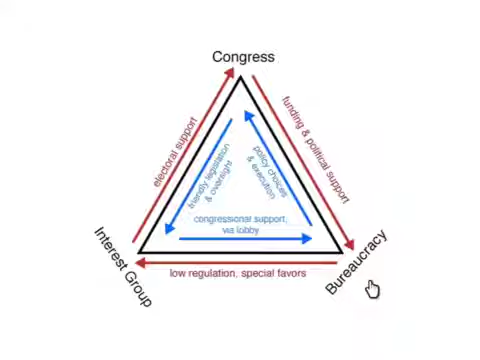 Congress
electoral support
funding & political support
friendly legislation
& oversight
policy choices
& execution
congressional support,
via lobby
Interest Group
Bureaucracy
low regulation, special favors